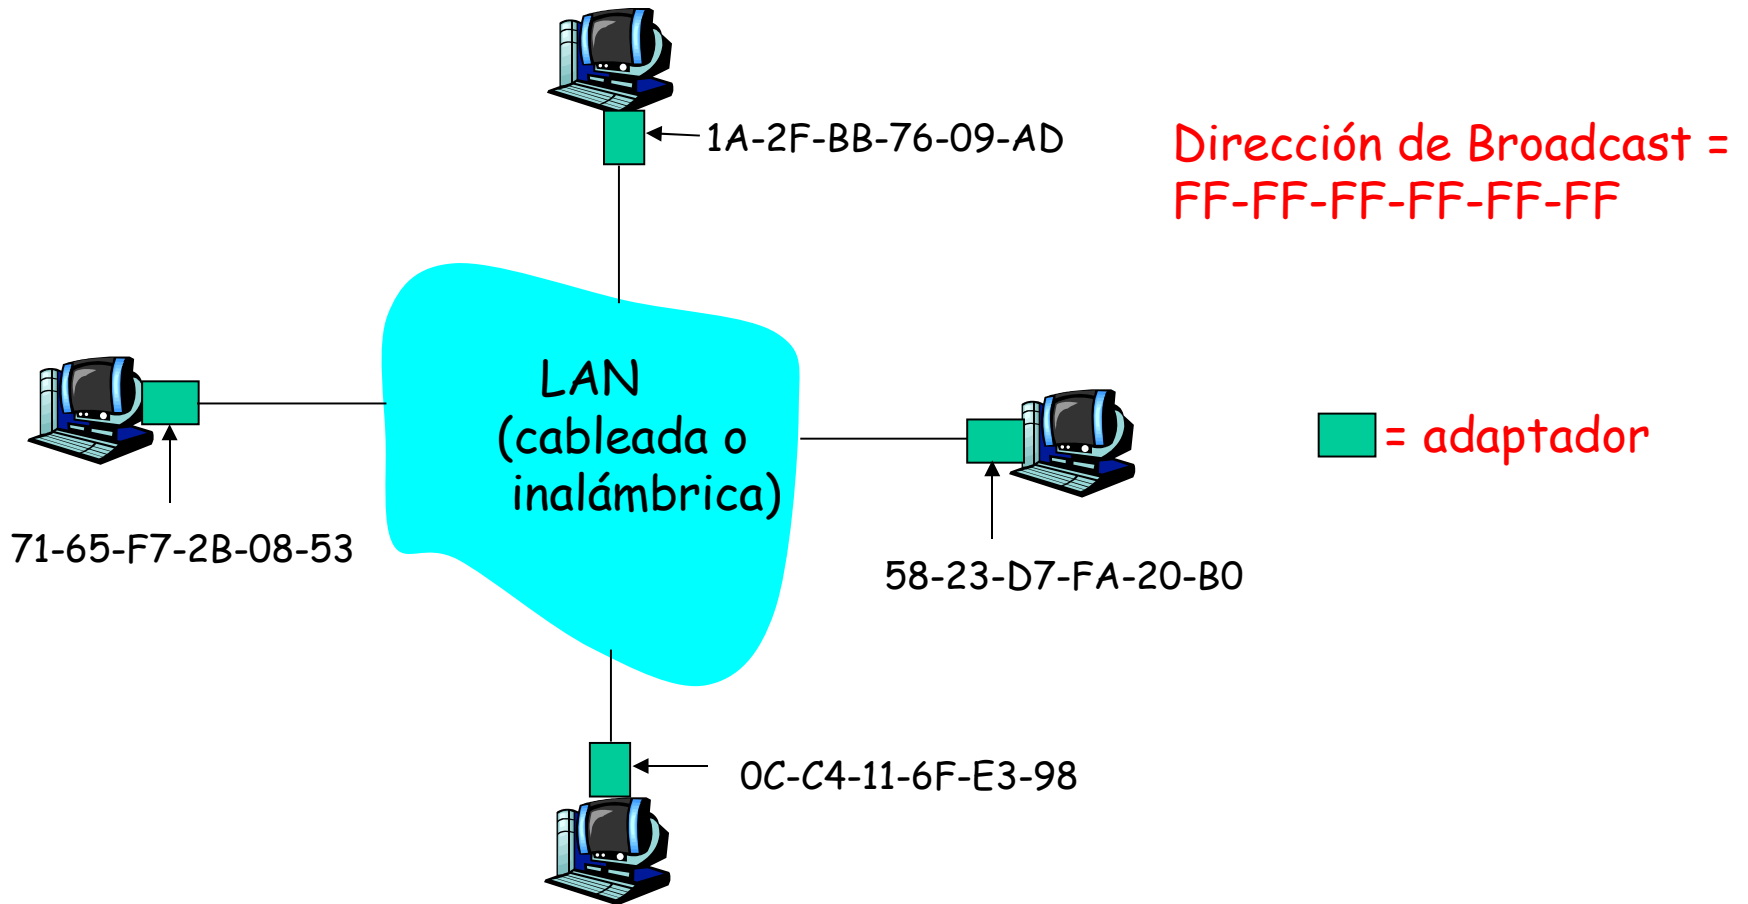 1A-2F-BB-76-09-AD
Dirección de Broadcast =
FF-FF-FF-FF-FF-FF
LAN
(cableada o
inalámbrica)
= adaptador
71-65-F7-2B-08-53
58-23-D7-FA-20-B0
0C-C4-11-6F-E3-98